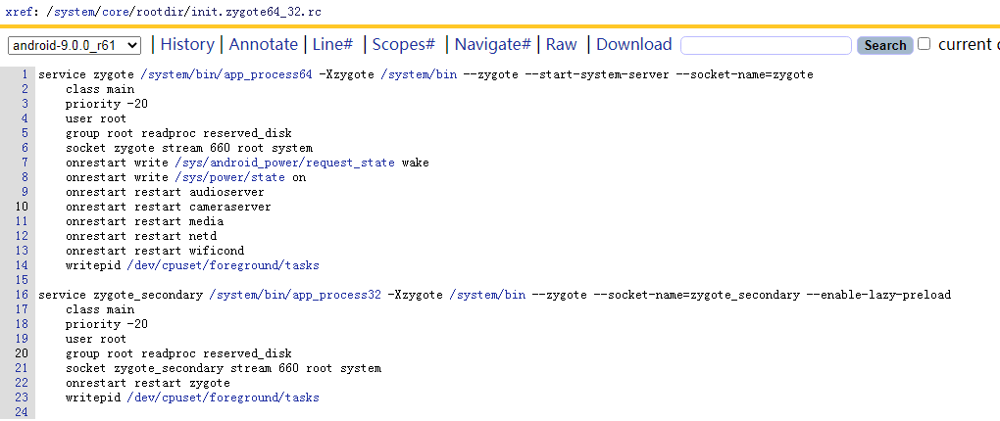 xref: /system/core/rootdir/init.zygote64_32.rc
android-9.0.0_r61 | History | Annotate | Line# | Scopes# | Navigate# | Raw | Download Search current
1 service zygote /system/bin/app_process64 -Xzygote /system/bin --zygote --start-system-server --socket-name=zygote
2 class main
3 priority -20
4 user root
5 group root readproc reserved_disk
6 socket zygote stream 660 root system
7 onrestart write /sys/android_power/request_state wake
8 onrestart write /sys/power/state on
9 onrestart restart audioserver
10 onrestart restart cameraserver
11 onrestart restart media
12 onrestart restart netd
13 onrestart restart wificond
14 writepid /dev/cpuset/foreground/tasks
15
16 service zygote_secondary /system/bin/app_process32 -Xzygote /system/bin --zygote --socket-name=zygote_secondary --enable-lazy-preload
17 class main
18 priority -20
19 user root
20 group root readproc reserved_disk
21 socket zygote_secondary stream 660 root system
22 onrestart restart zygote
23 writepid /dev/cpuset/foreground/tasks
24